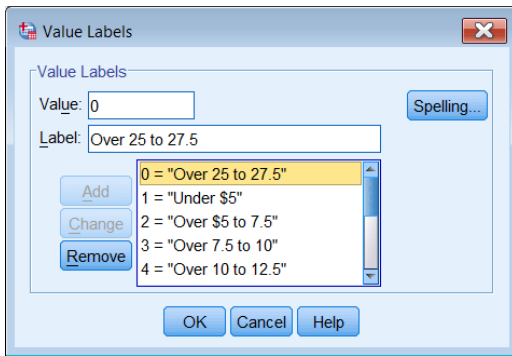 Value Labels
Value Labels
Value: 0
Spelling...
Label: Over 25 to 27.5
0 = "Over 25 to 27.5"
Add
1 = "Under $5"
2 = "Over $5 to 7.5"
Change
3 = "Over 7.5 to 10"
Remove
4 = "Over 10 to 12.5"
OK Cancel Help